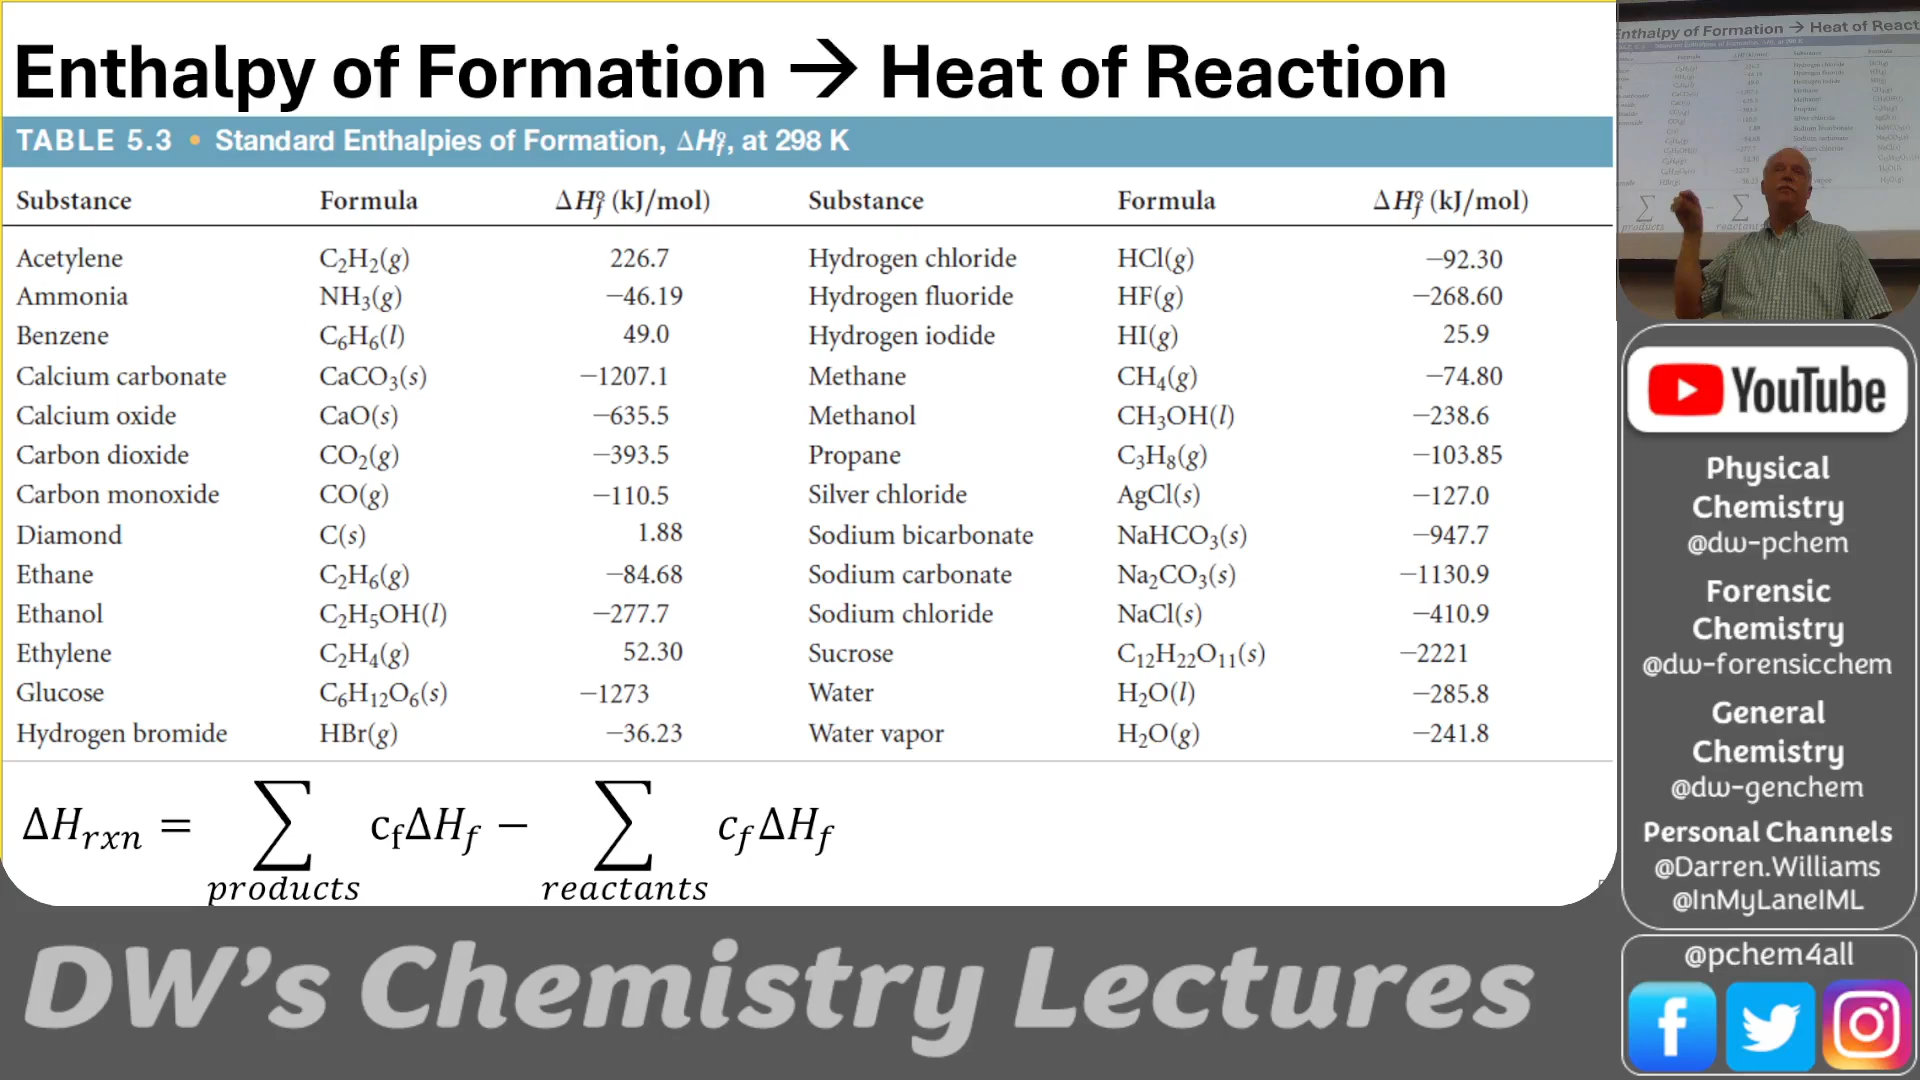 Enthalpy of Formation → Heat of Reaction
TABLE 5.3 • Standard Enthalpies of Formation, ΔH°f, at 298 K
Substance Formula ΔH°f (kJ/mol) Substance Formula ΔH°f (kJ/mol)
Acetylene C₂H₂(g) 226.7 Hydrogen chloride HCl(g) −92.30
Ammonia NH₃(g) −46.19 Hydrogen fluoride HF(g) −268.60
Benzene C₆H₆(l) 49.0 Hydrogen iodide HI(g) 25.9
Calcium carbonate CaCO₃(s) −1207.1 Methane CH₄(g) −74.80
Calcium oxide CaO(s) −635.5 Methanol CH₃OH(l) −238.6
Carbon dioxide CO₂(g) −393.5 Propane C₃H₈(g) −103.85
Carbon monoxide CO(g) −110.5 Silver chloride AgCl(s) −127.0
Diamond C(s) 1.88 Sodium bicarbonate NaHCO₃(s) −947.7
Ethane C₂H₆(g) −84.68 Sodium carbonate Na₂CO₃(s) −1130.9
Ethanol C₂H₅OH(l) −277.7 Sodium chloride NaCl(s) −410.9
Ethylene C₂H₄(g) 52.30 Sucrose C₁₂H₂₂O₁₁(s) −2221
Glucose C₆H₁₂O₆(s) −1273 Water H₂O(l) −285.8
Hydrogen bromide HBr(g) −36.23 Water vapor H₂O(g) −241.8
ΔHrxn = ∑ cfΔHf − ∑ cfΔHf
products reactants
DW's Chemistry Lectures
Enthalpy of Formation → Heat of React
YouTube
Physical
Chemistry
@dw-pchem
Forensic
Chemistry
@dw-forensicchem
General
Chemistry
@dw-genchem
Personal Channels
@Darren.Williams
@InMyLaneIML
@pchem4all